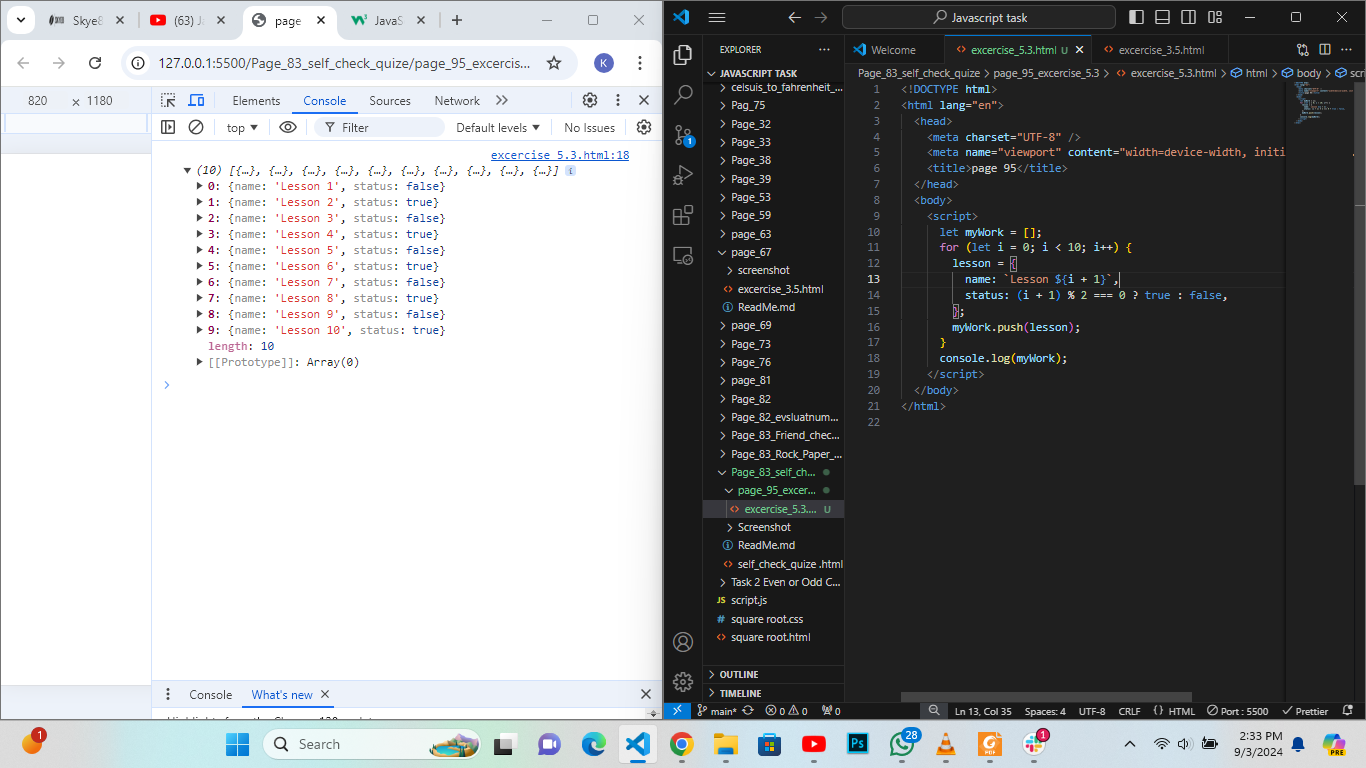 Skye8
(63) Ja
page
JavaS
127.0.0.1:5500/Page_83_self_check_quize/page_95_excercis...
K
820 × 1180
Elements Console Sources Network
top Filter Default levels No Issues
excercise 5.3.html:18
(10) [{…}, {…}, {…}, {…}, {…}, {…}, {…}, {…}, {…}, {…}]
0: {name: 'Lesson 1', status: false}
1: {name: 'Lesson 2', status: true}
2: {name: 'Lesson 3', status: false}
3: {name: 'Lesson 4', status: true}
4: {name: 'Lesson 5', status: false}
5: {name: 'Lesson 6', status: true}
6: {name: 'Lesson 7', status: false}
7: {name: 'Lesson 8', status: true}
8: {name: 'Lesson 9', status: false}
9: {name: 'Lesson 10', status: true}
length: 10
[[Prototype]]: Array(0)
Console What's new
Javascript task
EXPLORER
JAVASCRIPT TASK
celsuis_to_fahrenheit_...
Pag_75
Page_32
Page_33
Page_38
Page_39
Page_53
Page_59
page_63
page_67
screenshot
excercise_3.5.html
ReadMe.md
page_69
Page_73
Page_76
page_81
Page_82
Page_82_evsluatnum...
Page_83_Friend_chec...
Page_83_Rock_Paper_...
Page_83_self_ch...
page_95_excer...
excercise_5.3.... U
Screenshot
ReadMe.md
self_check_quize .html
Task 2 Even or Odd C...
JS script.js
# square root.css
square root.html
OUTLINE
TIMELINE
Welcome
excercise_5.3.html U
excercise_3.5.html
Page_83_self_check_quize > page_95_excercise_5.3 > excercise_5.3.html > html > body > scri
1 <!DOCTYPE html>
2 <html lang="en">
3 <head>
4 <meta charset="UTF-8" />
5 <meta name="viewport" content="width=device-width, initi
6 <title>page 95</title>
7 </head>
8 <body>
9 <script>
10 let myWork = [];
11 for (let i = 0; i < 10; i++) {
12 lesson = {
13 name: `Lesson ${i + 1}`,
14 status: (i + 1) % 2 === 0 ? true : false,
15 };
16 myWork.push(lesson);
17 }
18 console.log(myWork);
19 </script>
20 </body>
21 </html>
22
main* 0 0 0 Ln 13, Col 35 Spaces: 4 UTF-8 CRLF {} HTML Port : 5500 Prettier
1
Search
Ps
28
1
2:33 PM
9/3/2024
PRE